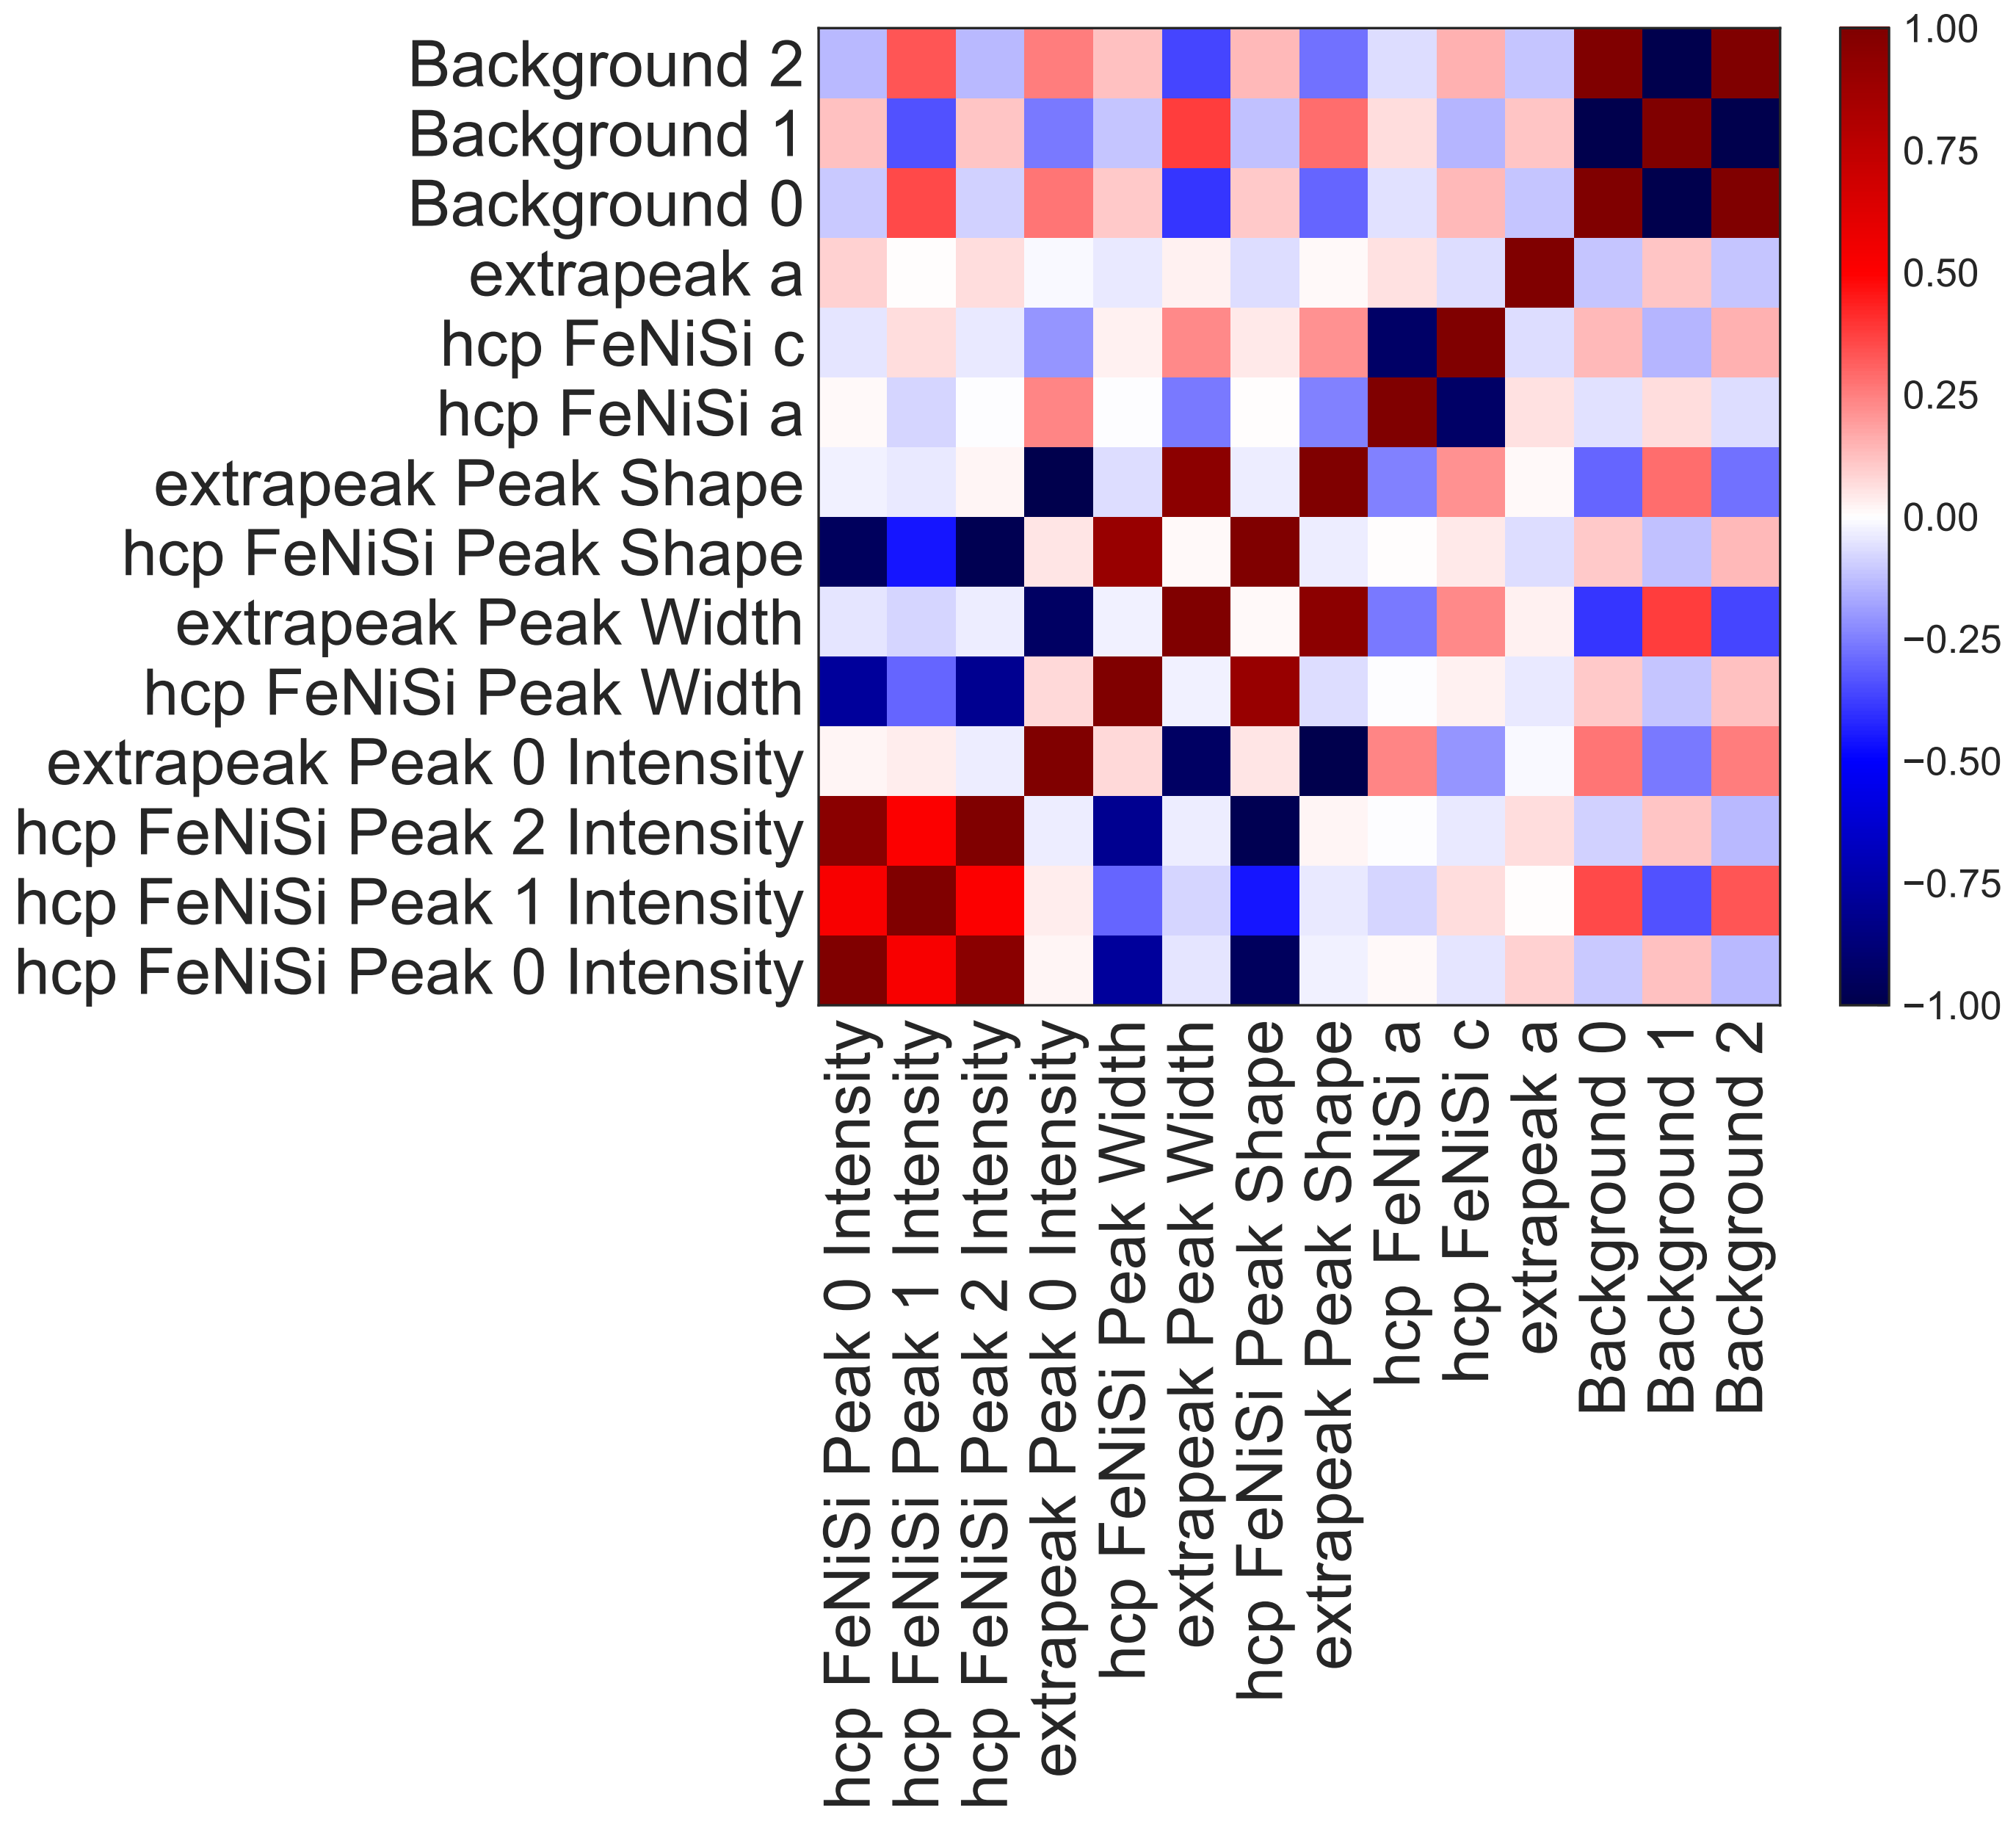 Background 2
Background 1
Background 0
extrapeak a
hcp FeNiSi c
hcp FeNiSi a
extrapeak Peak Shape
hcp FeNiSi Peak Shape
extrapeak Peak Width
hcp FeNiSi Peak Width
extrapeak Peak 0 Intensity
hcp FeNiSi Peak 2 Intensity
hcp FeNiSi Peak 1 Intensity
hcp FeNiSi Peak 0 Intensity
hcp FeNiSi Peak 0 Intensity
hcp FeNiSi Peak 1 Intensity
hcp FeNiSi Peak 2 Intensity
extrapeak Peak 0 Intensity
hcp FeNiSi Peak Width
extrapeak Peak Width
hcp FeNiSi Peak Shape
extrapeak Peak Shape
hcp FeNiSi a
hcp FeNiSi c
extrapeak a
Background 0
Background 1
Background 2
1.00
0.75
0.50
0.25
0.00
−0.25
−0.50
−0.75
−1.00